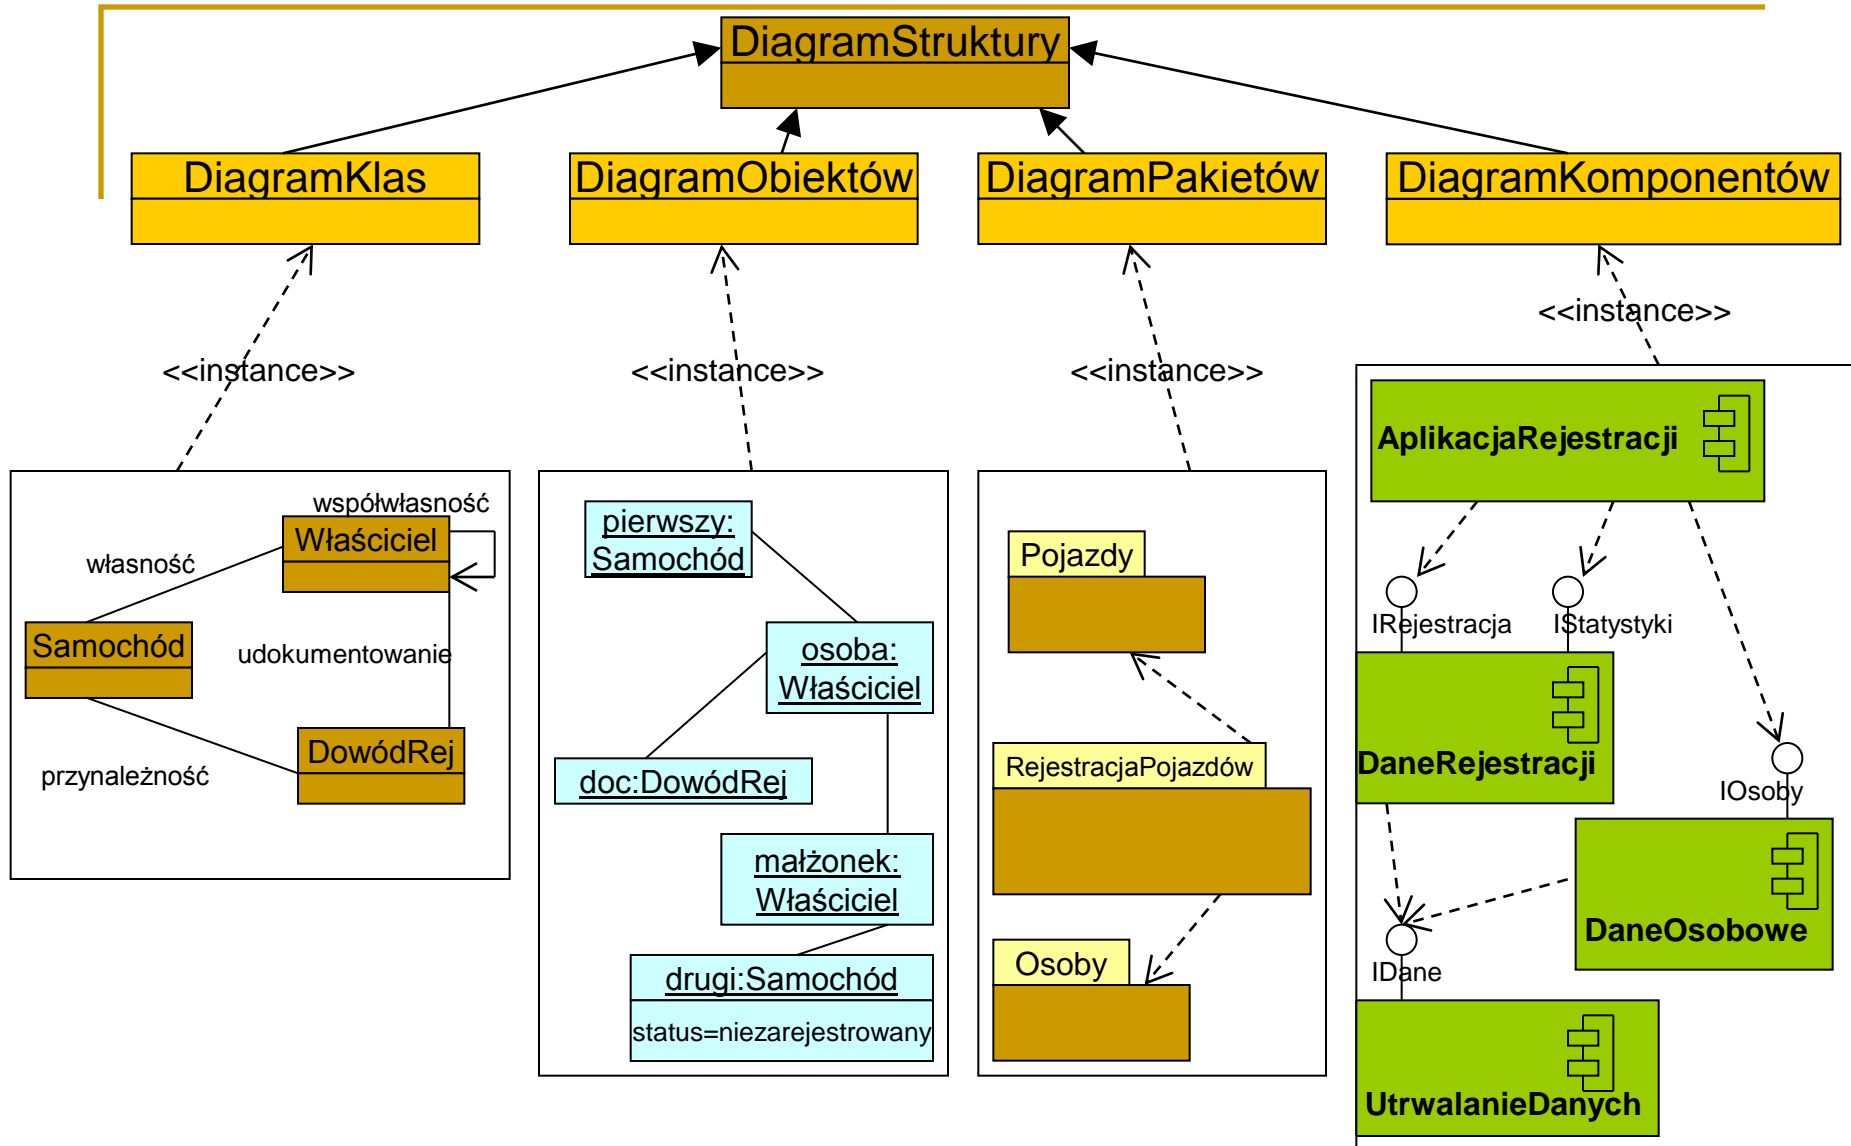 DiagramStruktury
DiagramKlas
DiagramObiektów
DiagramPakietów
DiagramKomponentów
<<instance>>
<<instance>>
<<instance>>
<<instance>>
współwłasność
Właściciel
własność
Samochód
udokumentowanie
DowódRej
przynależność
pierwszy:
Samochód
osoba:
Właściciel
doc:DowódRej
małżonek:
Właściciel
drugi:Samochód
status=niezarejestrowany
Pojazdy
RejestracjaPojazdów
Osoby
AplikacjaRejestracji
IRejestracja
IStatystyki
DaneRejestracji
IOsoby
DaneOsobowe
IDane
UtrwalanieDanych